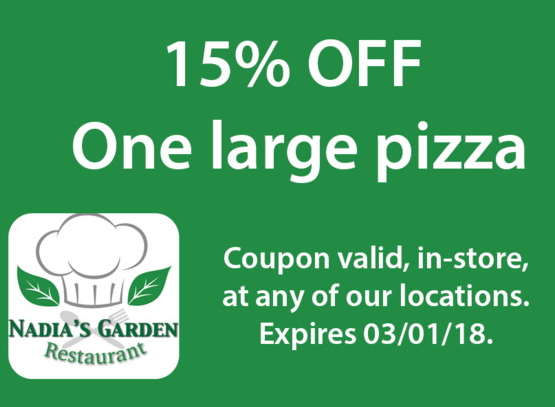 15% OFF
One large pizza
Coupon valid, in-store,
at any of our locations.
Expires 03/01/18.
NADIA'S GARDEN
Restaurant